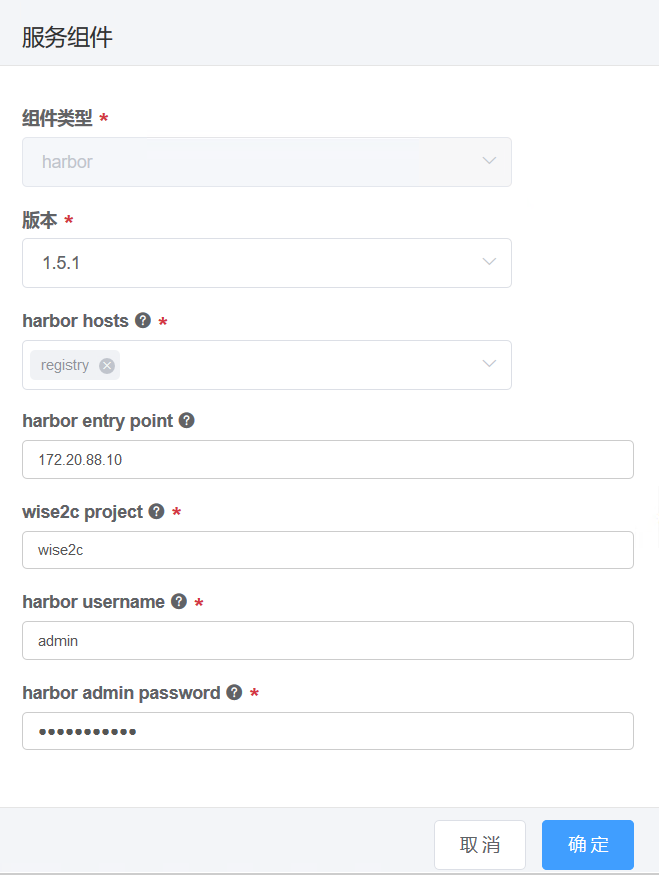 服务组件
组件类型 *
harbor
版本 *
1.5.1
harbor hosts ? *
registry
harbor entry point ?
172.20.88.10
wise2c project ? *
wise2c
harbor username ? *
admin
harbor admin password ? *
•••••••••••
取消 确定